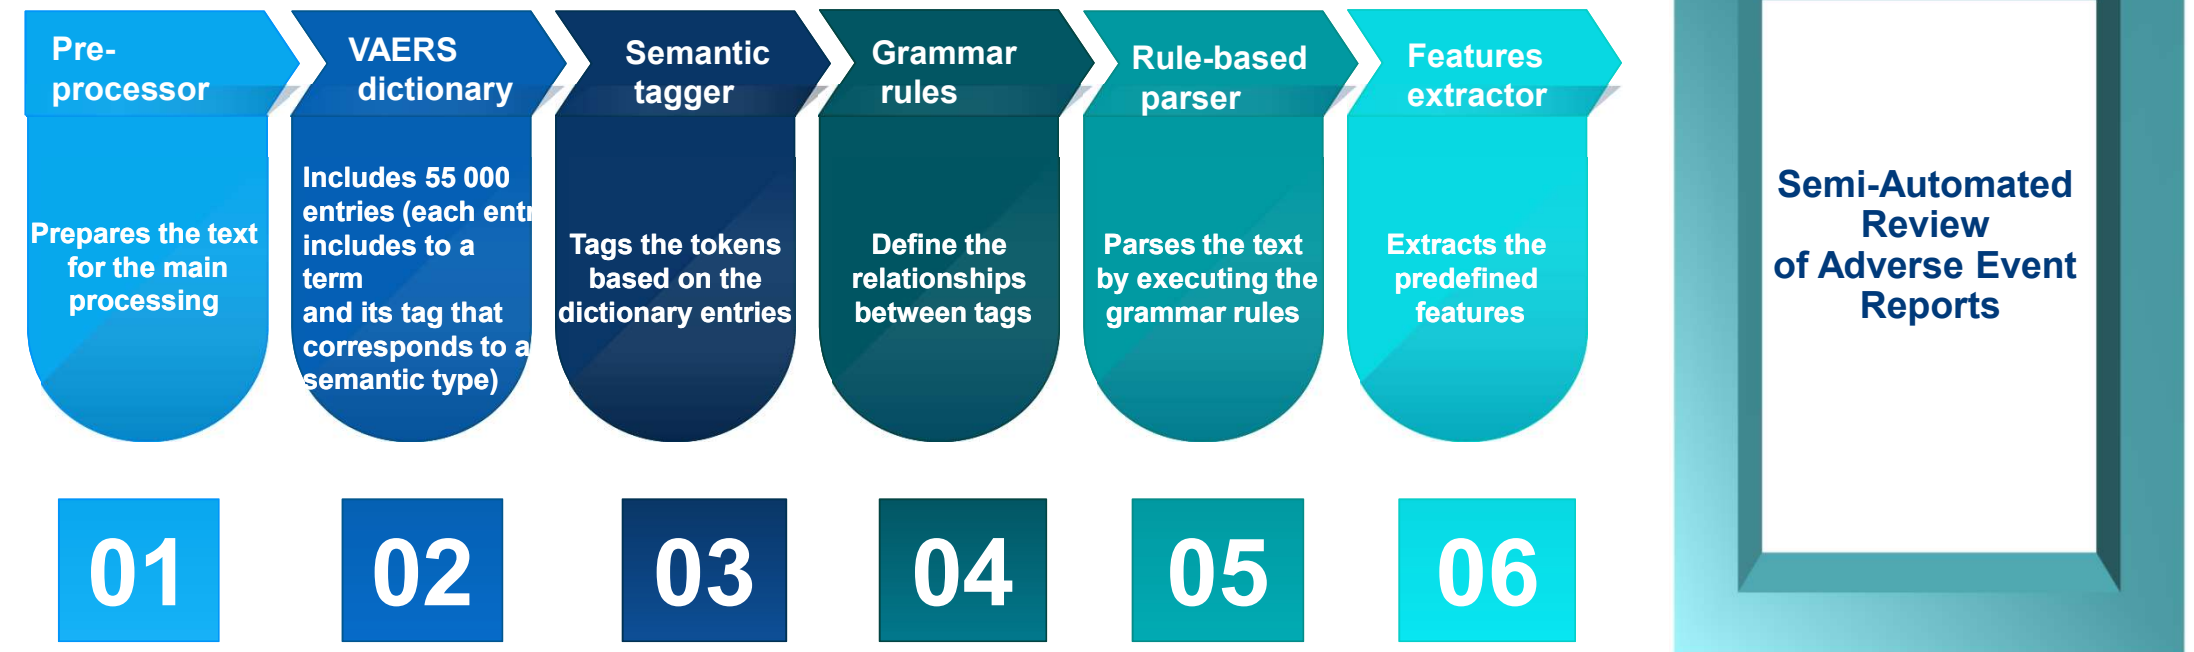 Pre-
processor
VAERS
dictionary
Semantic
tagger
Grammar
rules
Rule-based
parser
Features
extractor
Prepares the text
for the main
processing
Includes 55 000
entries (each entr
includes to a
term
and its tag that
corresponds to a
semantic type)
Tags the tokens
based on the
dictionary entries
Define the
relationships
between tags
Parses the text
by executing the
grammar rules
Extracts the
predefined
features
01
02
03
04
05
06
Semi-Automated
Review
of Adverse Event
Reports